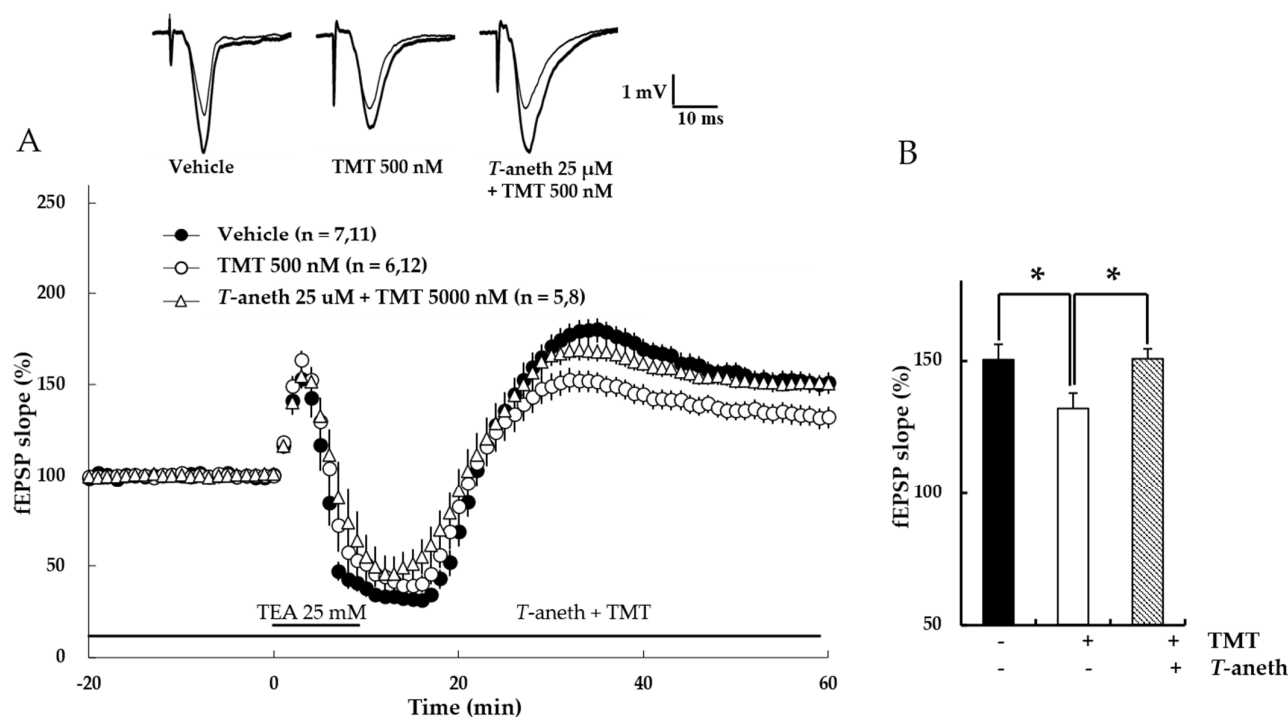 1 mV
10 ms
Vehicle
TMT 500 nM
T-aneth 25 μM
+ TMT 500 nM
A
fEPSP slope (%)
250
200
150
100
50
0
Vehicle (n = 7,11)
TMT 500 nM (n = 6,12)
T-aneth 25 uM + TMT 5000 nM (n = 5,8)
TEA 25 mM
T-aneth + TMT
-20
0
20
40
60
Time (min)
B
fEPSP slope (%)
150
100
50
*
*
- + + TMT
- - + T-aneth